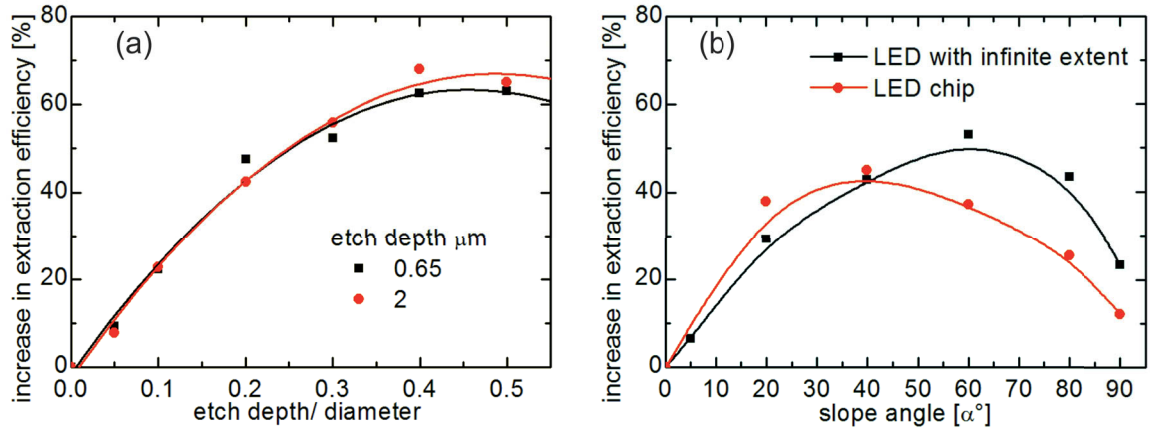 (a)
increase in extraction efficiency [%]
80
60
40
20
0
etch depth μm
0.65
2
0.0 0.1 0.2 0.3 0.4 0.5
etch depth/ diameter
(b)
increase in extraction efficiency [%]
80
60
40
20
0
LED with infinite extent
LED chip
0 10 20 30 40 50 60 70 80 90
slope angle [α°]